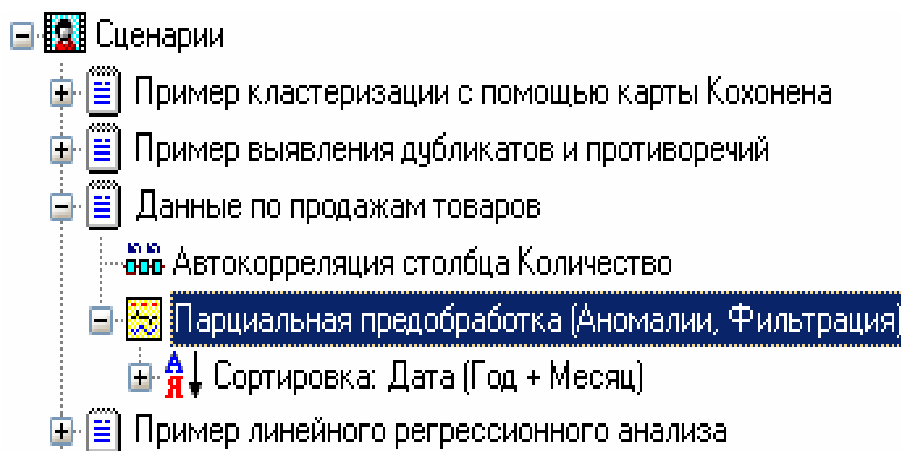 Сценарии
Пример кластеризации с помощью карты Кохонена
Пример выявления дубликатов и противоречий
Данные по продажам товаров
Автокорреляция столбца Количество
Парциальная предобработка (Аномалии, Фильтрация)
Сортировка: Дата (Год + Месяц)
Пример линейного регрессионного анализа